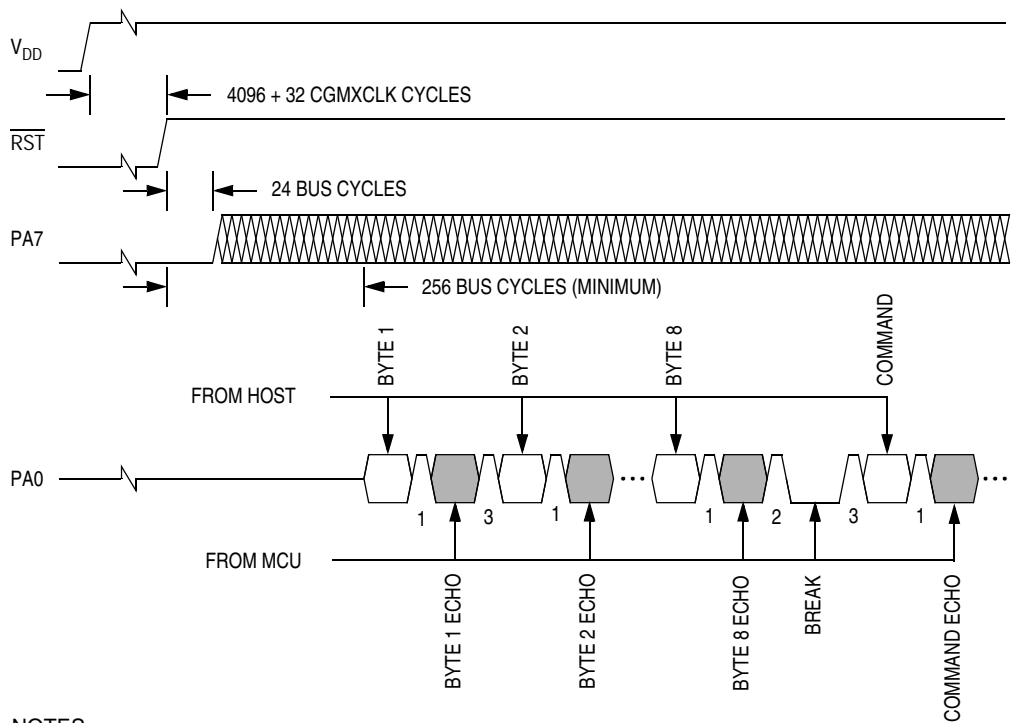 VDD
4096 + 32 CGMXCLK CYCLES
RST
24 BUS CYCLES
PA7
256 BUS CYCLES (MINIMUM)
BYTE 1
BYTE 2
BYTE 8
COMMAND
FROM HOST
PA0
1
3
1
1
2
3
1
FROM MCU
BYTE 1 ECHO
BYTE 2 ECHO
BYTE 8 ECHO
BREAK
COMMAND ECHO